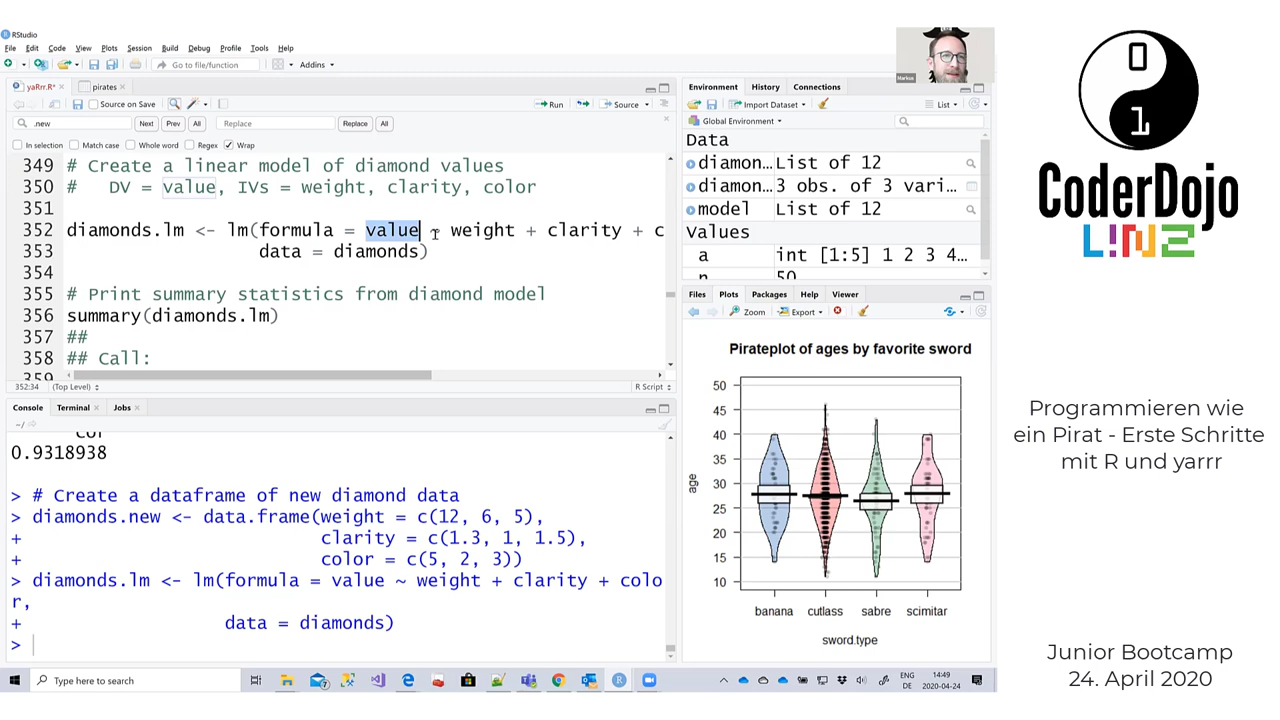 RStudio
File Edit Code View Plots Session Build Debug Profile Tools Help
Go to file/function Addins
Markus
yaRrr.R* pirates
Source on Save Run Source
.new Next Prev All Replace Replace All
In selection Match case Whole word Regex Wrap
349 # Create a linear model of diamond values
350 #   DV = value, IVs = weight, clarity, color
351
352 diamonds.lm <- lm(formula = value ~ weight + clarity + c
353                   data = diamonds)
354
355 # Print summary statistics from diamond model
356 summary(diamonds.lm)
357 ##
358 ## Call:
359
352:34 (Top Level) R Script
Console Terminal Jobs
~/
cor
0.9318938
> # Create a dataframe of new diamond data
> diamonds.new <- data.frame(weight = c(12, 6, 5),
+                            clarity = c(1.3, 1, 1.5),
+                            color = c(5, 2, 3))
> diamonds.lm <- lm(formula = value ~ weight + clarity + colo
r,
+                   data = diamonds)
>
Environment History Connections
Import Dataset List
Global Environment
Data
diamon… List of 12
diamon… 3 obs. of 3 vari…
model List of 12
Values
a int [1:5] 1 2 3 4…
n 50
Files Plots Packages Help Viewer
Zoom Export
Pirateplot of ages by favorite sword
50
45
40
35
30
25
20
15
10
age
banana cutlass sabre scimitar
sword.type
Type here to search
ENG
DE
14:49
2020-04-24
0
1
CoderDojo
LINZ
Programmieren wie
ein Pirat - Erste Schritte
mit R und yarrr
Junior Bootcamp
24. April 2020